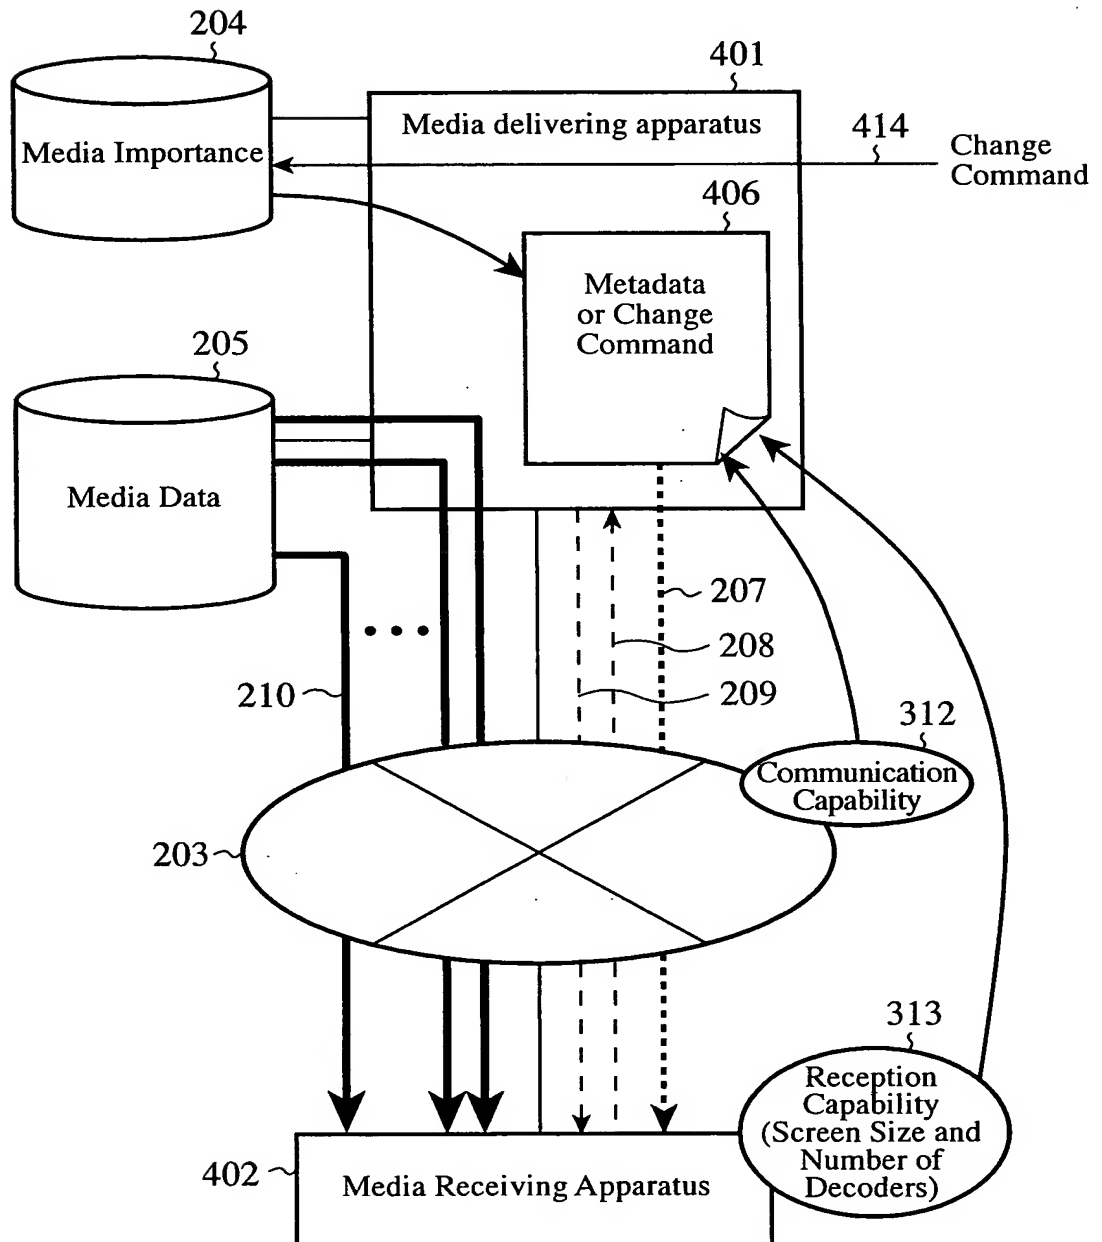 204
401
Media delivering apparatus
414
Change
Command
Media Importance
406
Metadata
or Change
Command
205
Media Data
207
208
209
210
312
Communication
Capability
203
313
Reception
Capability
(Screen Size and
Number of
Decoders)
402
Media Receiving Apparatus